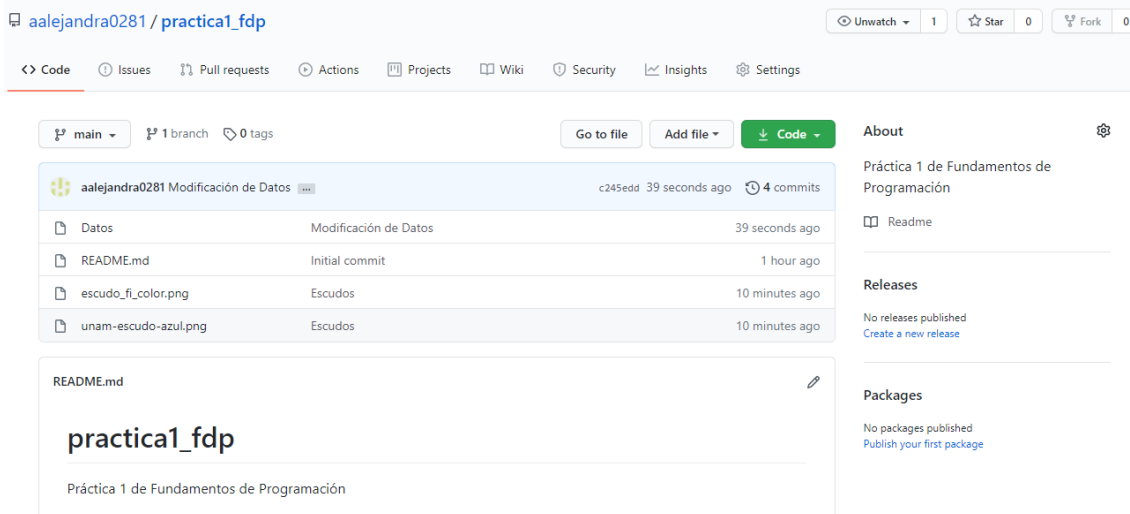 aalejandra0281 / practica1_fdp
Unwatch 1 Star 0 Fork 0
Code Issues Pull requests Actions Projects Wiki Security Insights Settings
main 1 branch 0 tags Go to file Add file Code
aalejandra0281 Modificación de Datos ... c245edd 39 seconds ago 4 commits
Datos Modificación de Datos 39 seconds ago
README.md Initial commit 1 hour ago
escudo_fi_color.png Escudos 10 minutes ago
unam-escudo-azul.png Escudos 10 minutes ago
README.md
practica1_fdp
Práctica 1 de Fundamentos de Programación
About
Práctica 1 de Fundamentos de
Programación
Readme
Releases
No releases published
Create a new release
Packages
No packages published
Publish your first package